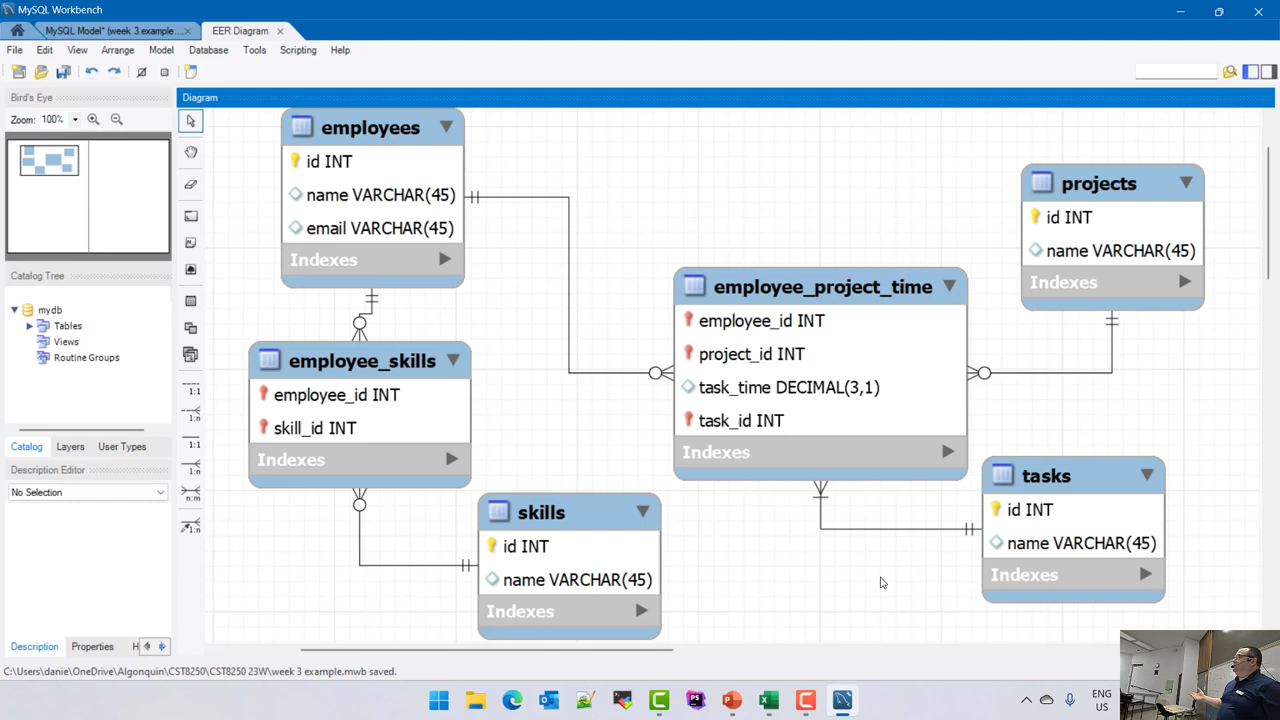 MySQL Workbench
MySQL Model* (week 3 example....
EER Diagram
File Edit View Arrange Model Database Tools Scripting Help
Bird's Eye
Zoom: 100%
Catalog Tree
mydb
Tables
Views
Routine Groups
Catalog Layers User Types
Description Editor
No Selection
Description Properties H
1:1
1:n
1:1
1:n
n:m
1:n
Diagram
employees
id INT
name VARCHAR(45)
email VARCHAR(45)
Indexes
employee_skills
employee_id INT
skill_id INT
Indexes
skills
id INT
name VARCHAR(45)
Indexes
employee_project_time
employee_id INT
project_id INT
task_time DECIMAL(3,1)
task_id INT
Indexes
projects
id INT
name VARCHAR(45)
Indexes
tasks
id INT
name VARCHAR(45)
Indexes
C:\Users\danie\OneDrive\Algonquin\CST8250\CST8250 23W\week 3 example.mwb saved.
ENG
US